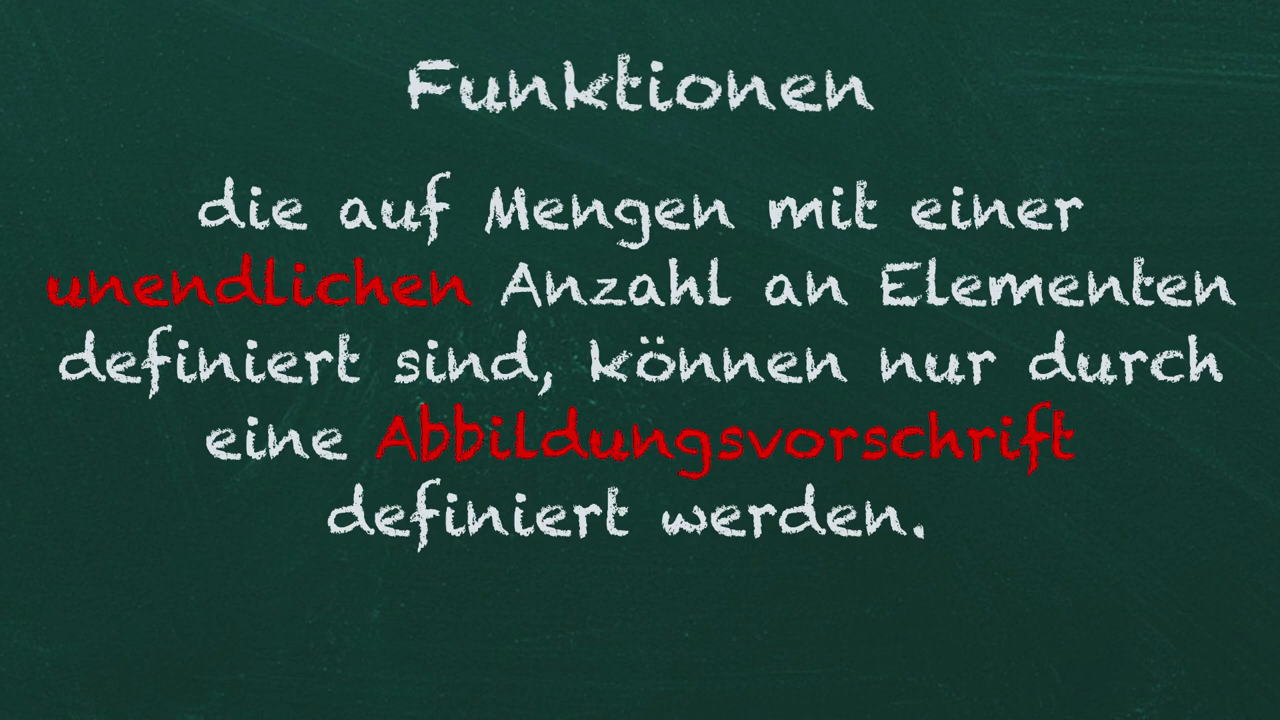 Funktionen
die auf Mengen mit einer
unendlichen Anzahl an Elementen
definiert sind, können nur durch
eine Abbildungsvorschrift
definiert werden.